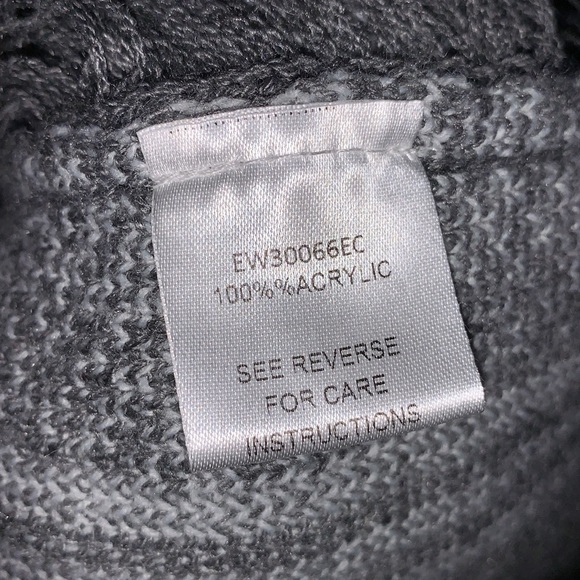 EW30066EC
100%%ACRYLIC
SEE REVERSE
FOR CARE
INSTRUCTIONS